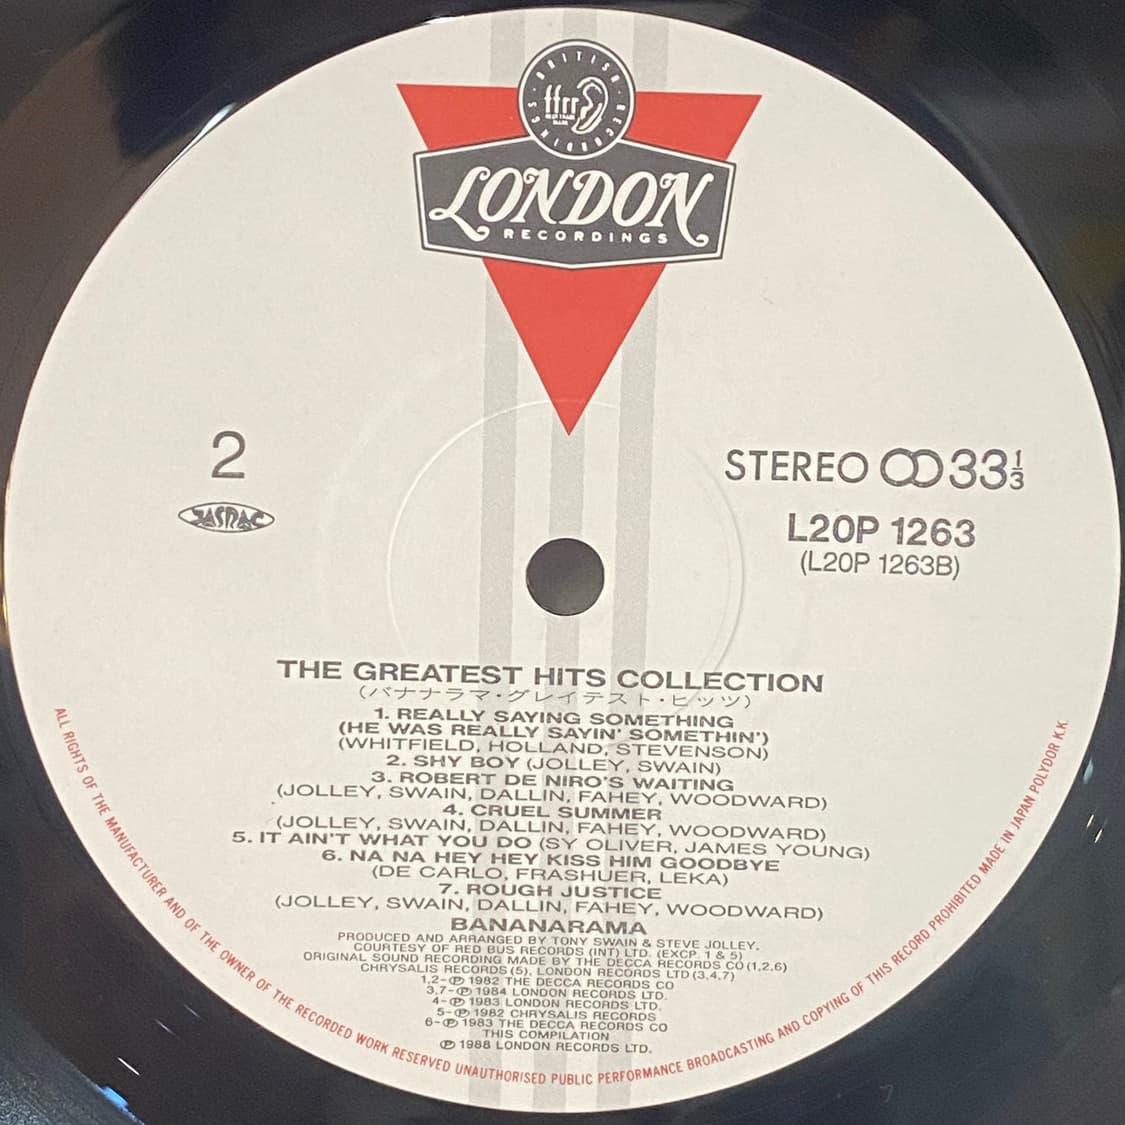 BRITISH RECORDINGS
ffrr
LONDON
RECORDINGS
2
JASRAC
STEREO 33 1/3
L20P 1263
(L20P 1263B)
THE GREATEST HITS COLLECTION
(バナナラマ・グレイテスト・ヒッツ)
1. REALLY SAYING SOMETHING
(HE WAS REALLY SAYIN' SOMETHIN')
(WHITFIELD, HOLLAND, STEVENSON)
2. SHY BOY (JOLLEY, SWAIN)
3. ROBERT DE NIRO'S WAITING
(JOLLEY, SWAIN, DALLIN, FAHEY, WOODWARD)
4. CRUEL SUMMER
(JOLLEY, SWAIN, DALLIN, FAHEY, WOODWARD)
5. IT AIN'T WHAT YOU DO (SY OLIVER, JAMES YOUNG)
6. NA NA HEY HEY KISS HIM GOODBYE
(DE CARLO, FRASHUER, LEKA)
7. ROUGH JUSTICE
(JOLLEY, SWAIN, DALLIN, FAHEY, WOODWARD)
BANANARAMA
PRODUCED AND ARRANGED BY TONY SWAIN & STEVE JOLLEY.
COURTESY OF RED BUS RECORDS (INT) LTD. (EXCP. 1 & 5)
ORIGINAL SOUND RECORDING MADE BY THE DECCA RECORDS CO (1,2,6)
CHRYSALIS RECORDS (5), LONDON RECORDS LTD (3,4,7)
1,2-℗ 1982 THE DECCA RECORDS CO
3,7-℗ 1984 LONDON RECORDS LTD.
4-℗ 1983 LONDON RECORDS LTD.
5-℗ 1982 CHRYSALIS RECORDS
6-℗ 1983 THE DECCA RECORDS CO
THIS COMPILATION
℗ 1988 LONDON RECORDS LTD.
ALL RIGHTS OF THE MANUFACTURER AND OF THE OWNER OF THE RECORDED WORK RESERVED UNAUTHORISED PUBLIC PERFORMANCE BROADCASTING AND COPYING OF THIS RECORD PROHIBITED MADE IN JAPAN POLYDOR K.K.